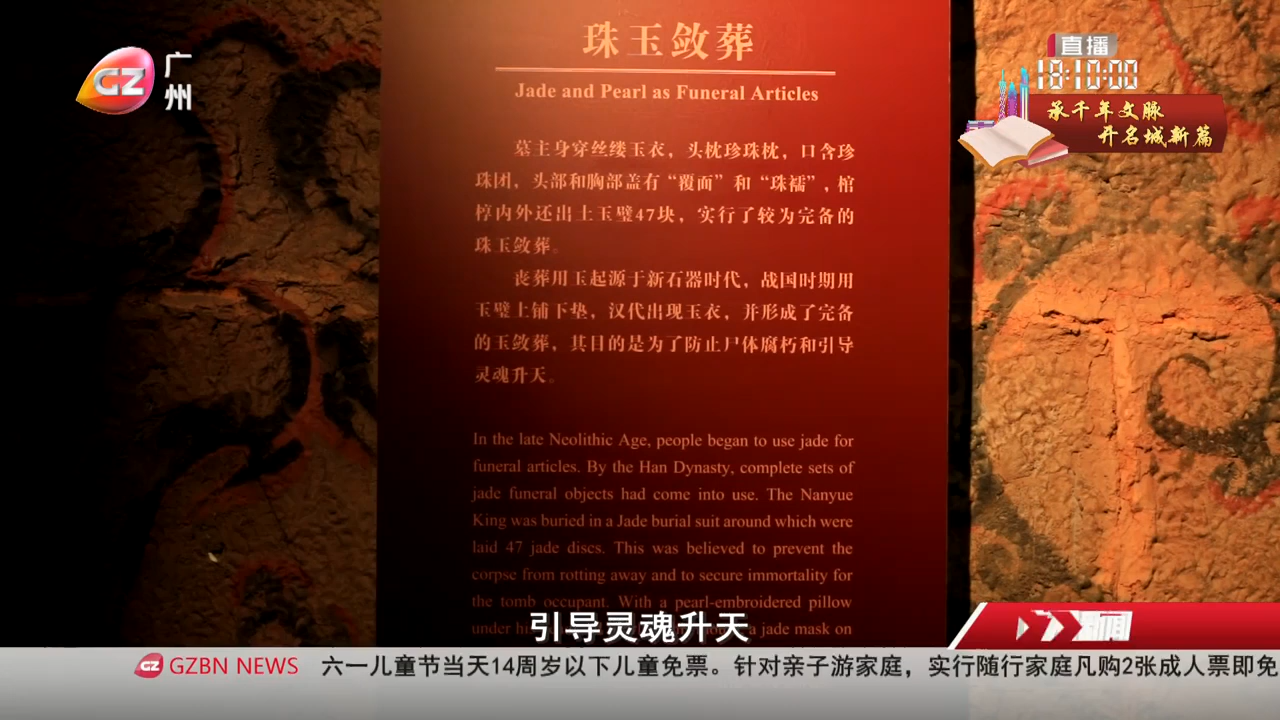 珠玉敛葬
Jade and Pearl as Funeral Articles
墓主身穿丝缕玉衣，头枕珍珠枕，口含珍
珠团，头部和胸部盖有“覆面”和“珠襦”，棺
椁内外还出土玉璧47块，实行了较为完备的
珠玉敛葬。
丧葬用玉起源于新石器时代，战国时期用
玉璧上铺下垫，汉代出现玉衣，并形成了完备
的玉敛葬，其目的是为了防止尸体腐朽和引导
灵魂升天。
In the late Neolithic Age, people began to use jade for
funeral articles. By the Han Dynasty, complete sets of
jade funeral objects had come into use. The Nanyue
King was buried in a Jade burial suit around which were
laid 47 jade discs. This was believed to prevent the
corpse from rotting away and to secure immortality for
the tomb occupant. With a pearl-embroidered pillow
under a jade mask on
GZ 广州
直播
18:10:00
承千年文脉
开名城新篇
引导灵魂升天
GZ GZBN NEWS 六一儿童节当天14周岁以下儿童免票。针对亲子游家庭，实行随行家庭凡购2张成人票即免